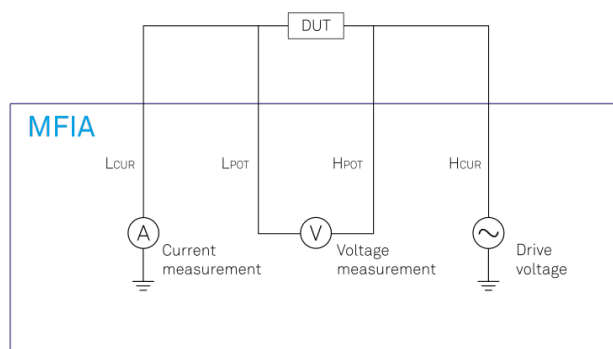 DUT
MFIA
LCUR
LPOT
HPOT
HCUR
A
V
Current
measurement
Voltage
measurement
Drive
voltage